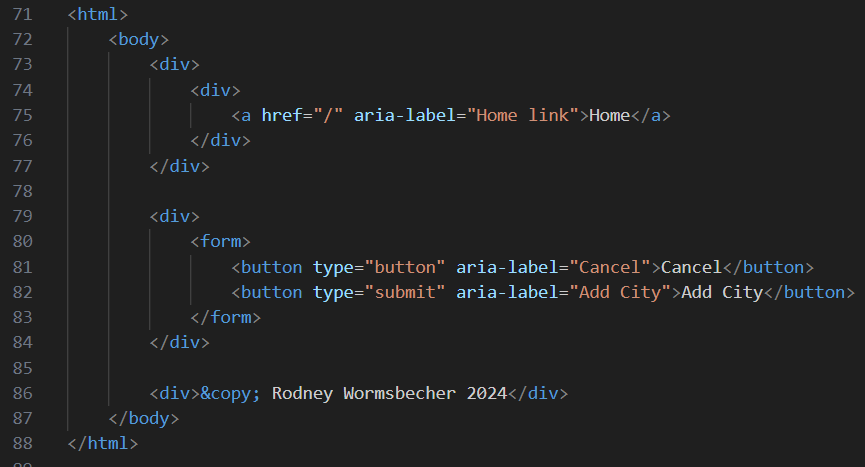 71 <html>
72     <body>
73         <div>
74             <div>
75                 <a href="/" aria-label="Home link">Home</a>
76             </div>
77         </div>
78
79         <div>
80             <form>
81                 <button type="button" aria-label="Cancel">Cancel</button>
82                 <button type="submit" aria-label="Add City">Add City</button>
83             </form>
84         </div>
85
86         <div>&copy; Rodney Wormsbecher 2024</div>
87     </body>
88 </html>